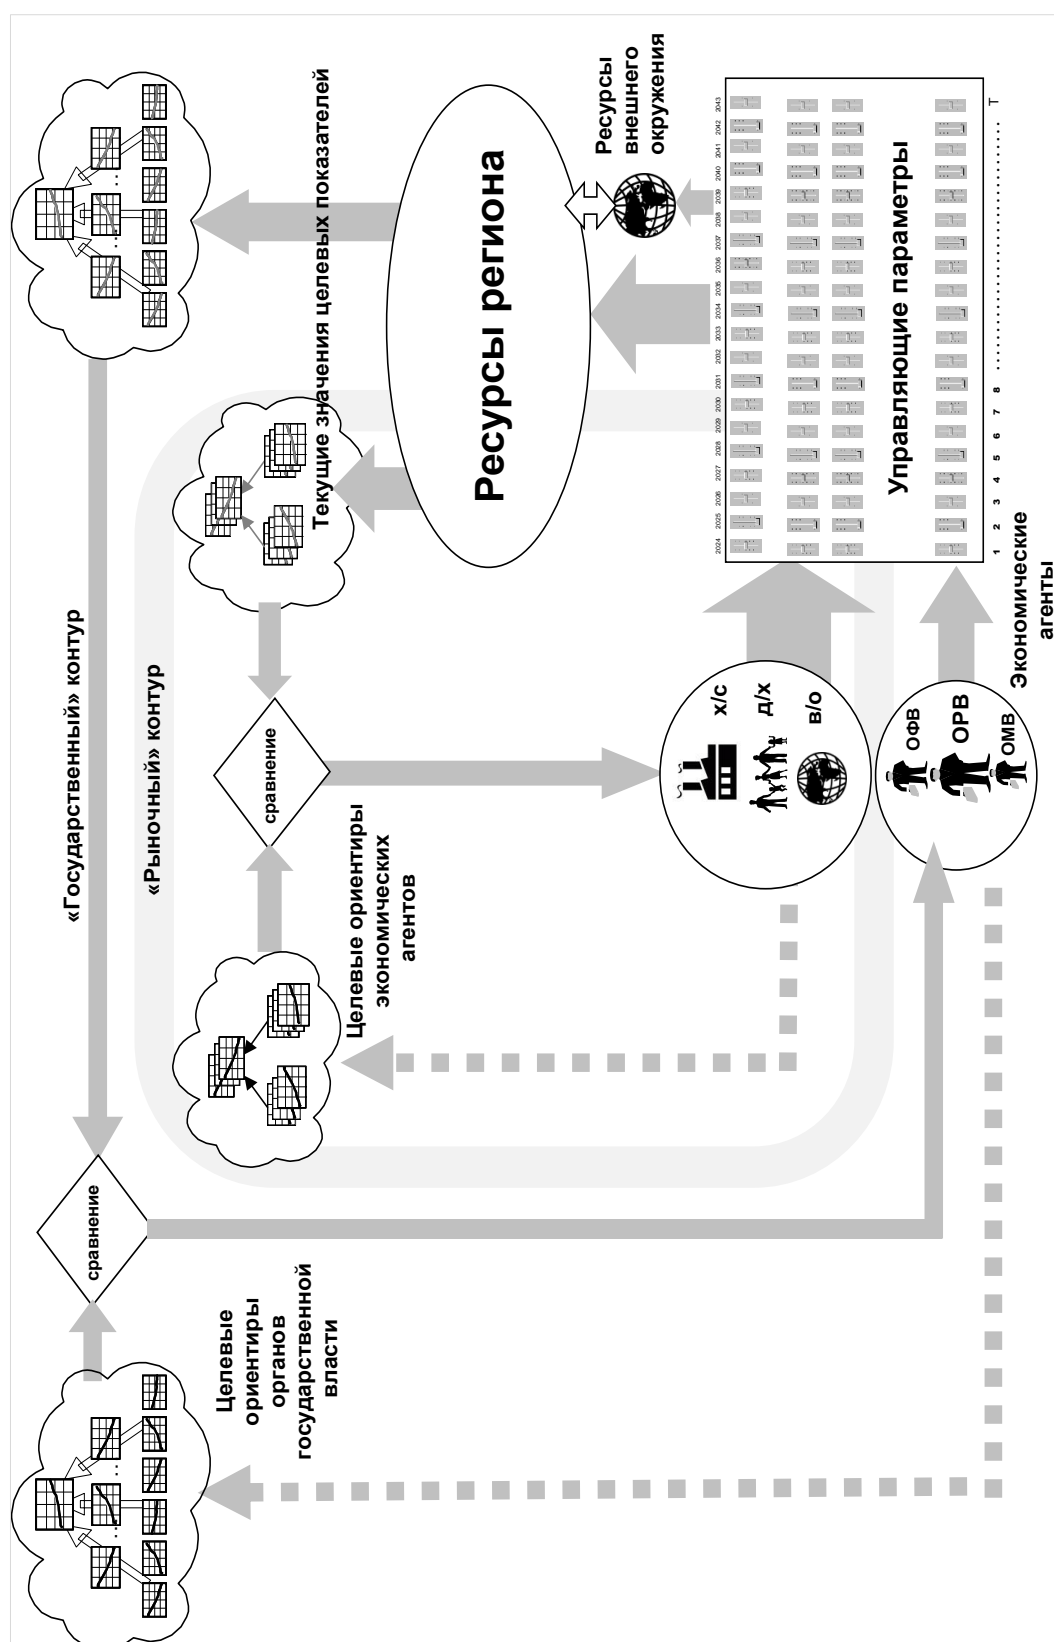 «Государственный» контур
сравнение
«Рыночный» контур
Целевые
ориентиры
органов
государственной
власти
сравнение
Текущие значения целевых показателей
Целевые ориентиры
экономических
агентов
Ресурсы региона
Ресурсы
внешнего
окружения
2024 2025 2026 2027 2028 2029 2030 2031 2032 2033 2034 2035 2036 2037 2038 2039 2040 2041 2042 2043
х/с
д/х
в/о
Управляющие параметры
ОФВ
ОРВ
ОМВ
1 2 3 4 5 6 7 8 ........................ T
Экономические
агенты